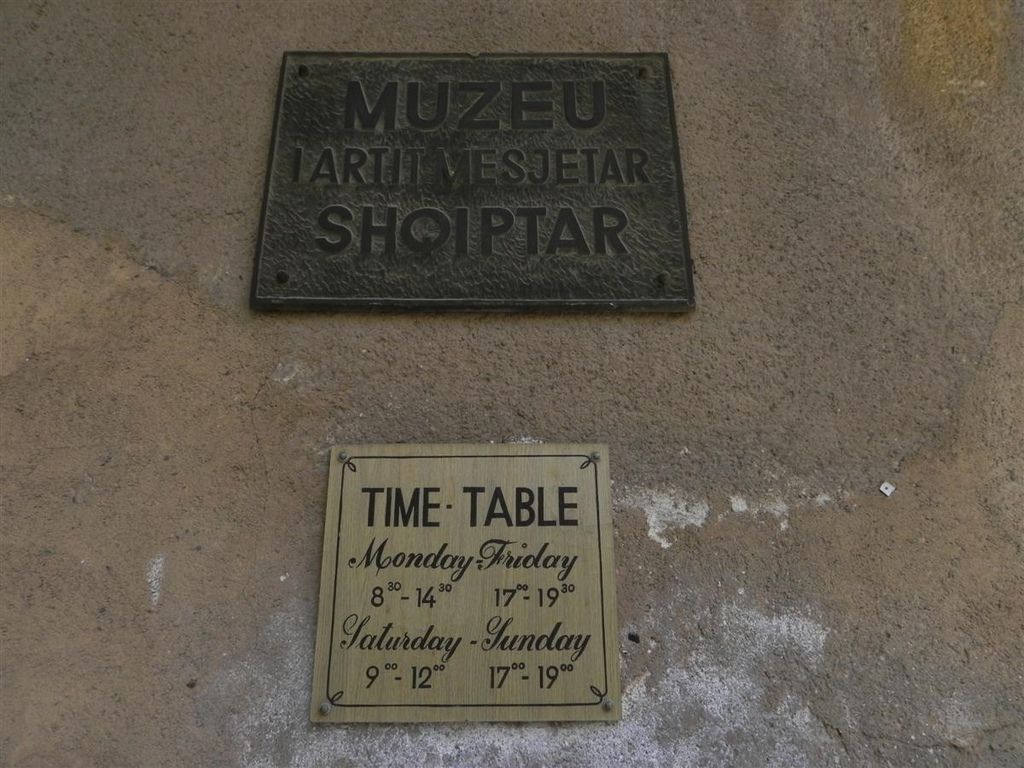 MUZEU
I ARTIT MESJETAR
SHQIPTAR
TIME-TABLE
Monday-Friday
8³⁰-14³⁰ 17⁰⁰-19³⁰
Saturday-Sunday
9⁰⁰-12⁰⁰ 17⁰⁰-19⁰⁰